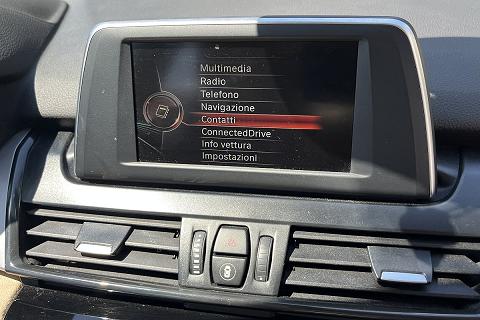 Multimedia
Radio
Telefono
Navigazione
Contatti
ConnectedDrive
Info vettura
Impostazioni